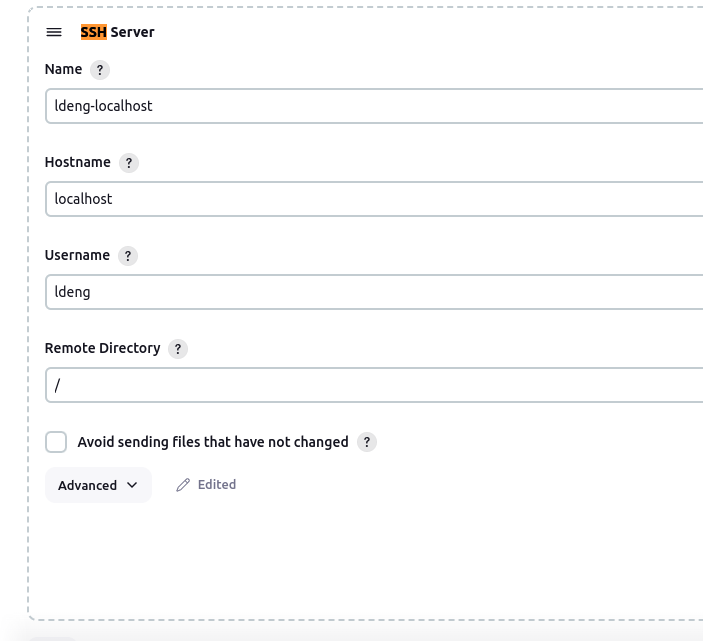 SSH Server
Name ?
ldeng-localhost
Hostname ?
localhost
Username ?
ldeng
Remote Directory ?
/
Avoid sending files that have not changed ?
Advanced Edited